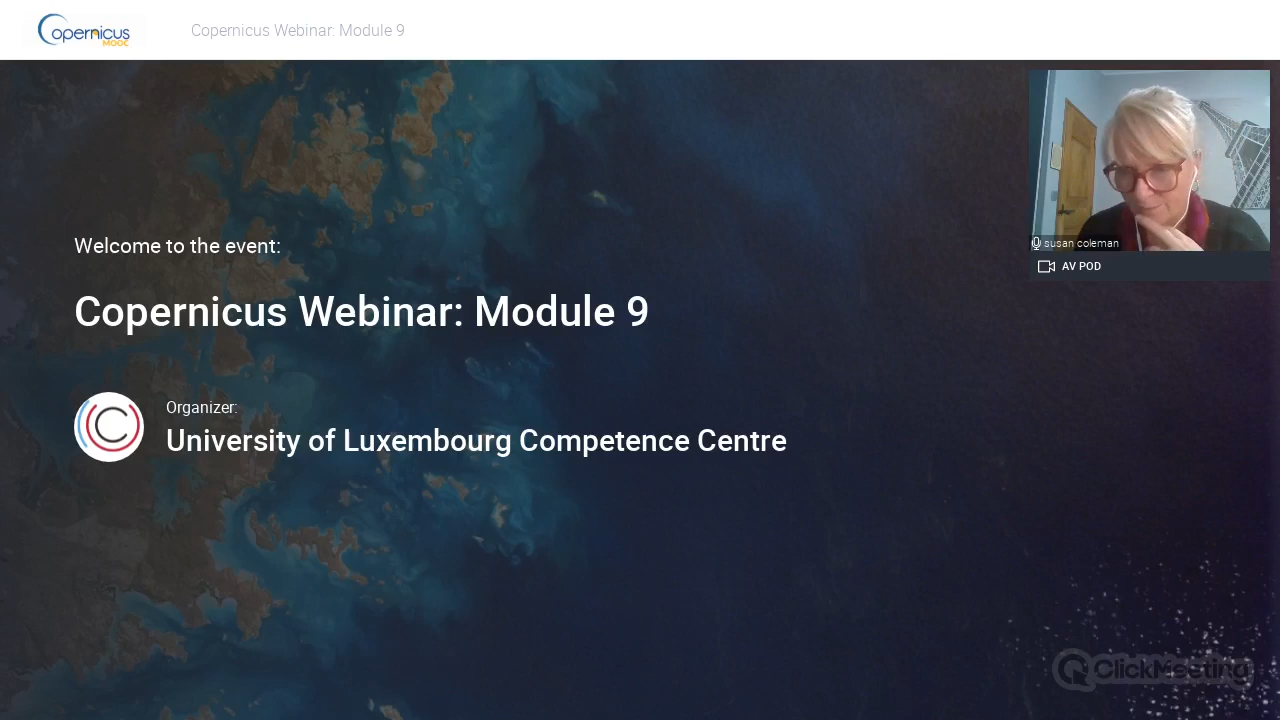 Copernicus
MOOC
Copernicus Webinar: Module 9
susan coleman
AV POD
Welcome to the event:
Copernicus Webinar: Module 9
Organizer:
University of Luxembourg Competence Centre
ClickMeeting